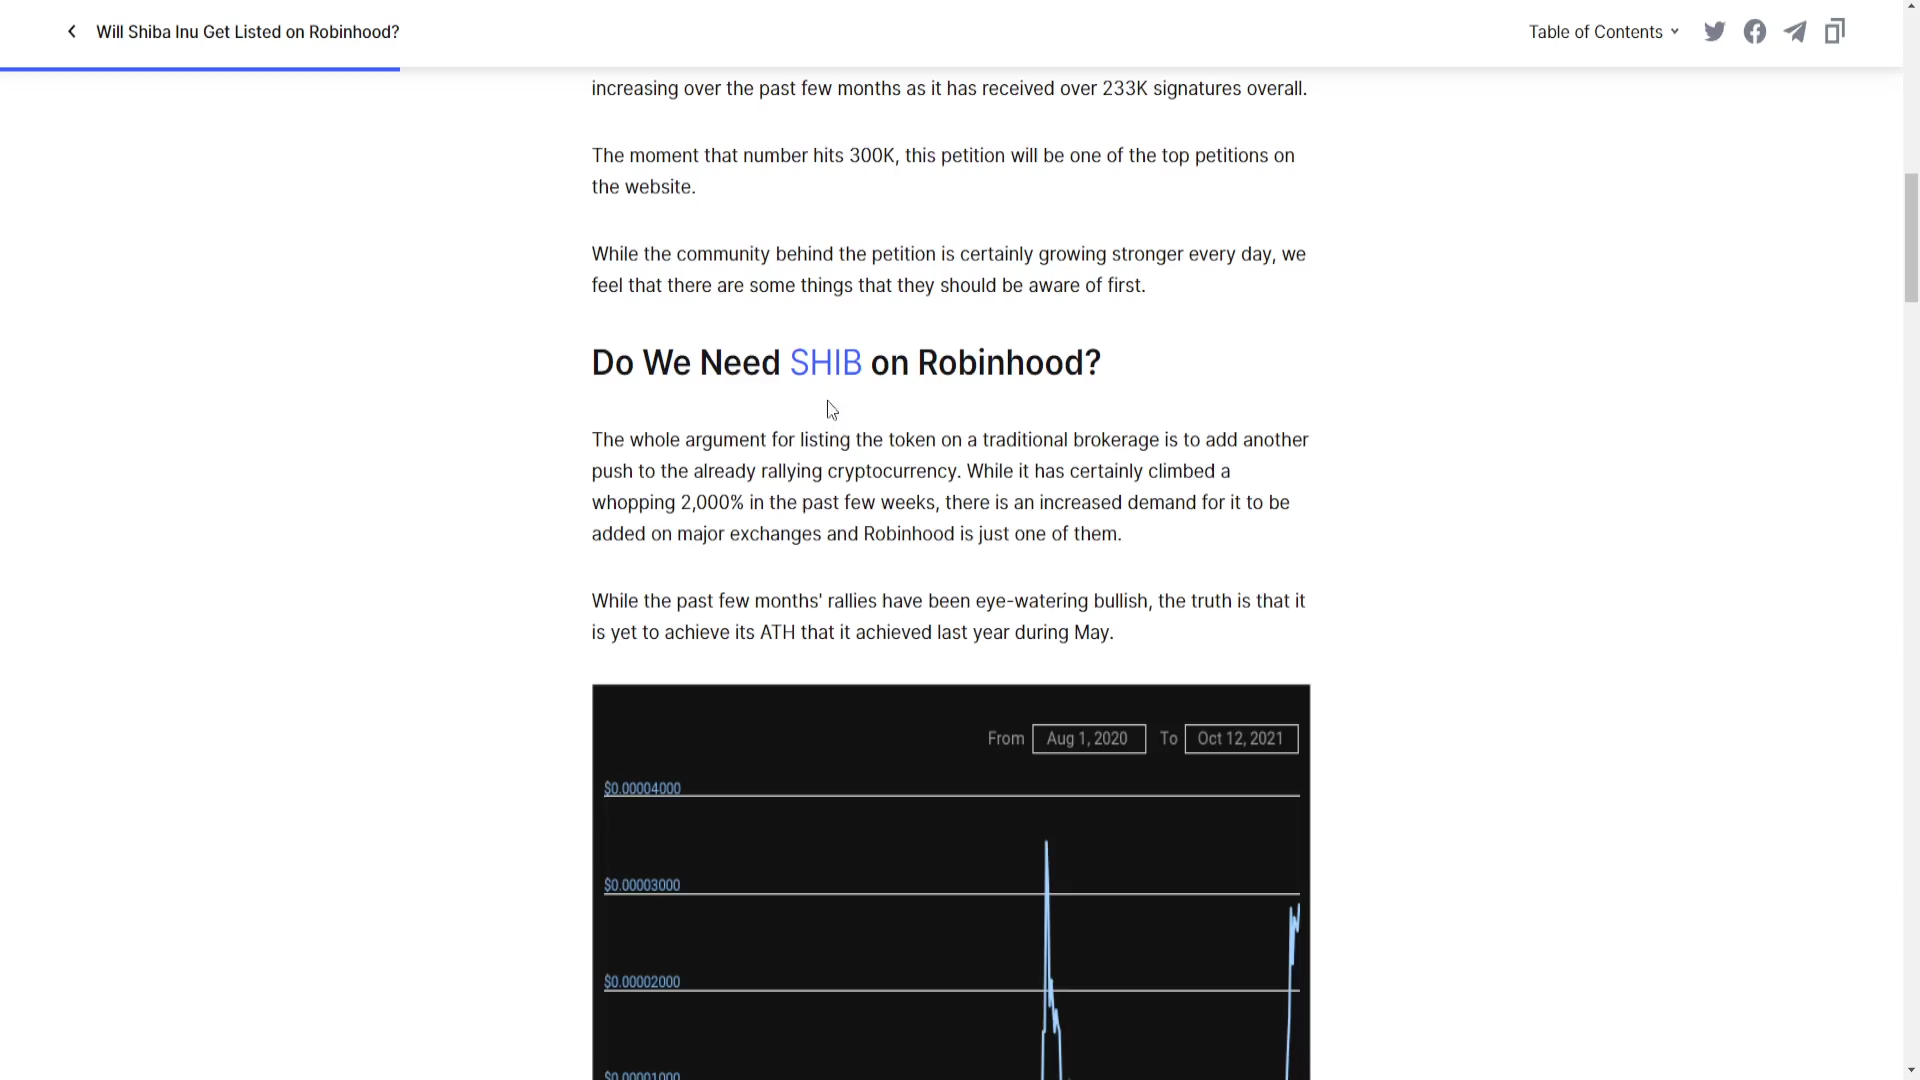 Will Shiba Inu Get Listed on Robinhood?
Table of Contents
increasing over the past few months as it has received over 233K signatures overall.
The moment that number hits 300K, this petition will be one of the top petitions on
the website.
While the community behind the petition is certainly growing stronger every day, we
feel that there are some things that they should be aware of first.
Do We Need SHIB on Robinhood?
The whole argument for listing the token on a traditional brokerage is to add another
push to the already rallying cryptocurrency. While it has certainly climbed a
whopping 2,000% in the past few weeks, there is an increased demand for it to be
added on major exchanges and Robinhood is just one of them.
While the past few months' rallies have been eye-watering bullish, the truth is that it
is yet to achieve its ATH that it achieved last year during May.
From Aug 1, 2020 To Oct 12, 2021
$0.00004000
$0.00003000
$0.00002000
$0.00001000